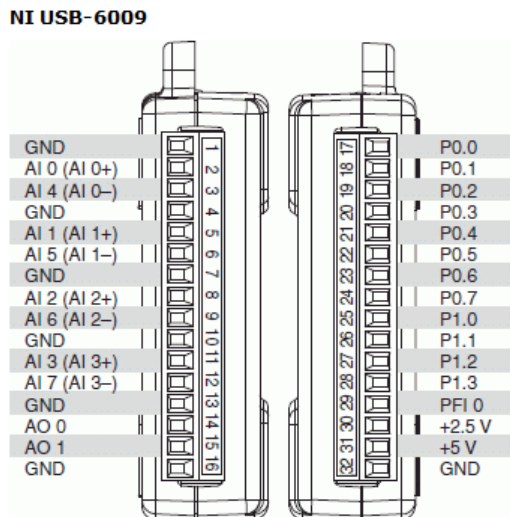 NI USB-6009
GND 1 17 P0.0
AI 0 (AI 0+) 2 18 P0.1
AI 4 (AI 0–) 3 19 P0.2
GND 4 20 P0.3
AI 1 (AI 1+) 5 21 P0.4
AI 5 (AI 1–) 6 22 P0.5
GND 7 23 P0.6
AI 2 (AI 2+) 8 24 P0.7
AI 6 (AI 2–) 9 25 P1.0
GND 10 26 P1.1
AI 3 (AI 3+) 11 27 P1.2
AI 7 (AI 3–) 12 28 P1.3
GND 13 29 PFI 0
AO 0 14 30 +2.5 V
AO 1 15 31 +5 V
GND 16 32 GND